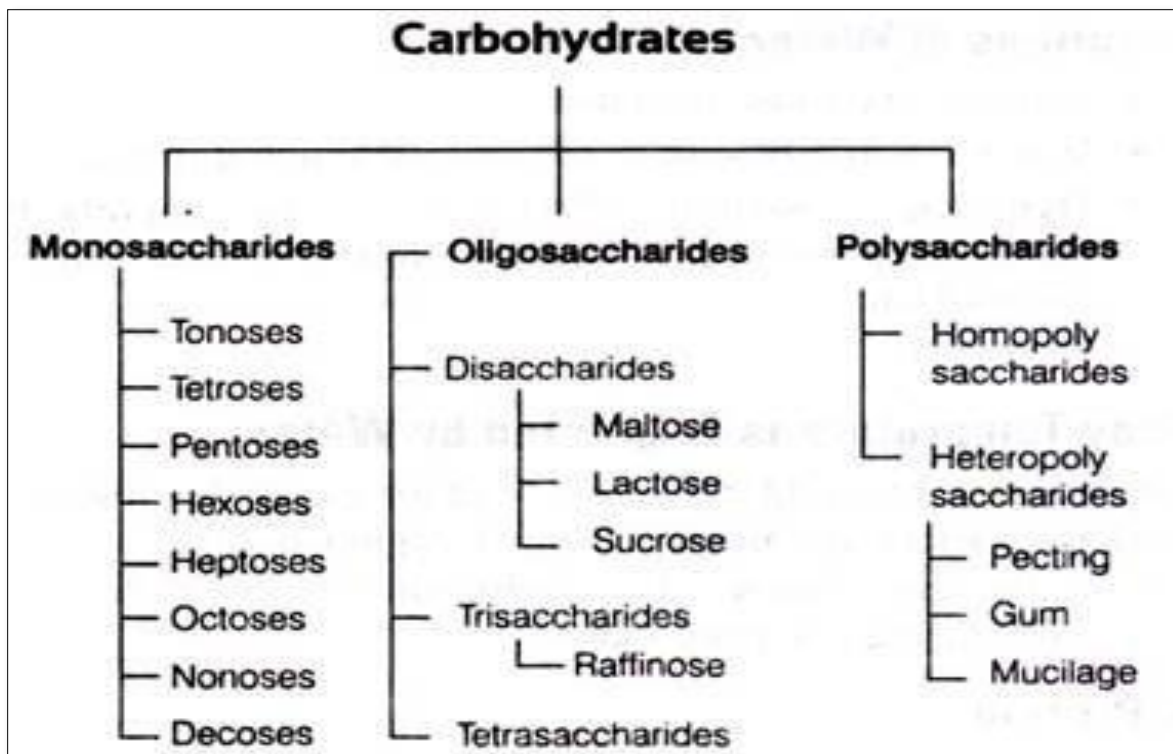 Carbohydrates
Monosaccharides
Tonoses
Tetroses
Pentoses
Hexoses
Heptoses
Octoses
Nonoses
Decoses
Oligosaccharides
Disaccharides
Maltose
Lactose
Sucrose
Trisaccharides
Raffinose
Tetrasaccharides
Polysaccharides
Homopoly
saccharides
Heteropoly
saccharides
Pecting
Gum
Mucilage